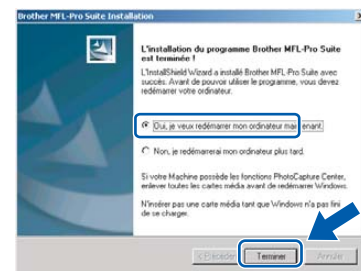 Brother MFL-Pro Suite Installation
L'installation du programme Brother MFL-Pro Suite
est terminée !
L'InstallShield Wizard a installé Brother MFL-Pro Suite avec
succès. Avant de pouvoir utiliser le programme, vous devez
redémarrer votre ordinateur.
Oui, je veux redémarrer mon ordinateur maintenant.
Non, je redémarrerai mon ordinateur plus tard.
Si votre Machine possède les fonctions PhotoCapture Center,
enlever toutes les cartes média avant de redémarrer Windows.
N'insérer pas une carte média tant que Windows n'a pas fini
de se charger.
< Précédent
Terminer
Annuler